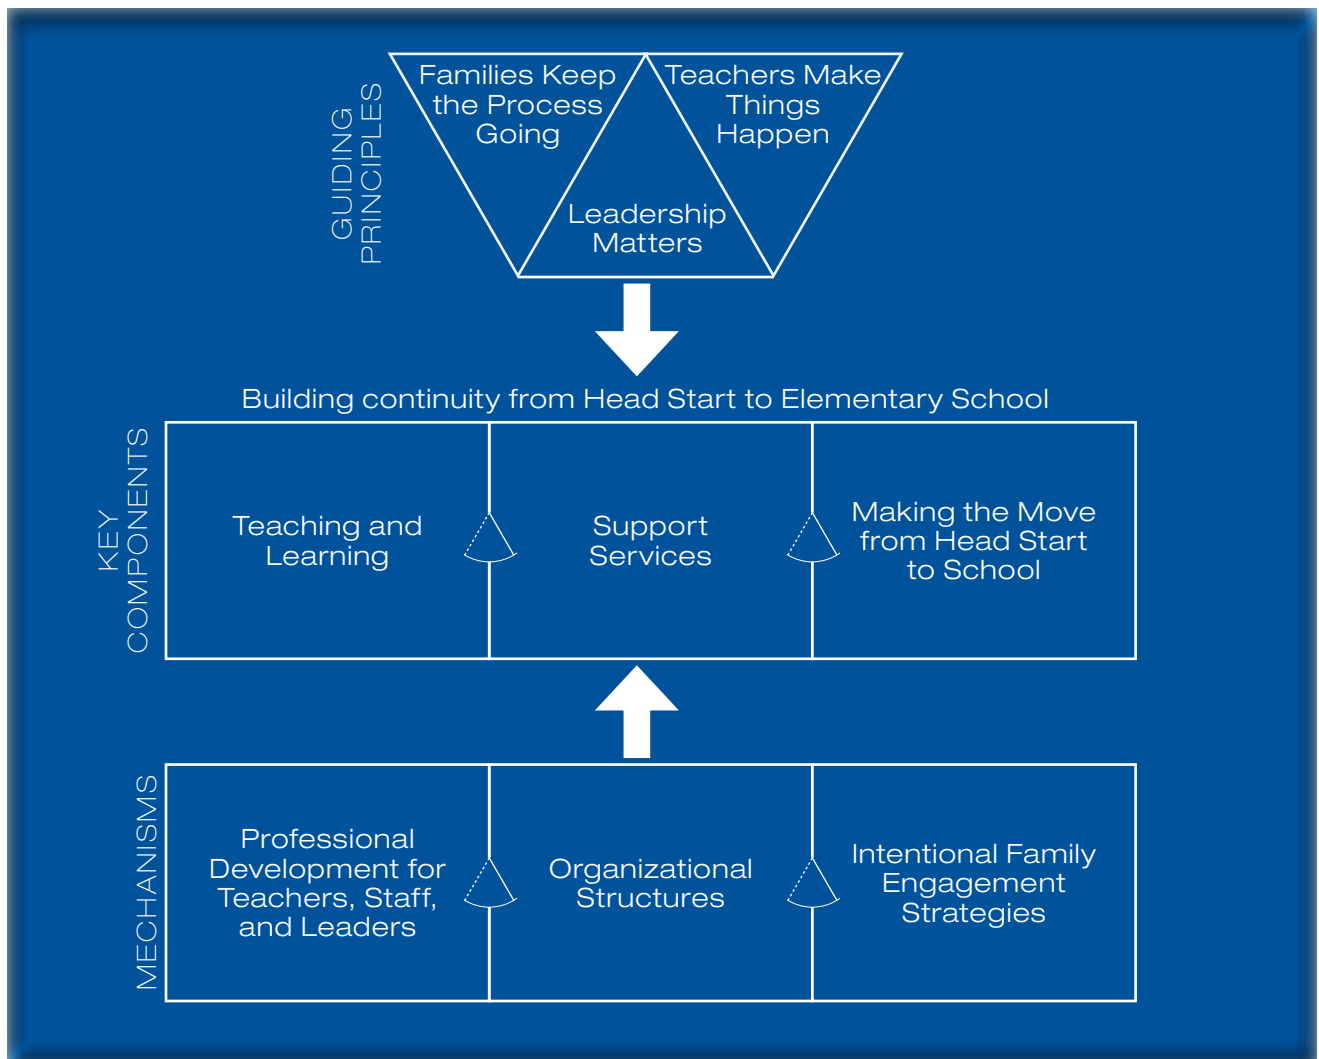 GUIDING
PRINCIPLES
Families Keep
the Process
Going
Teachers Make
Things
Happen
Leadership
Matters
Building continuity from Head Start to Elementary School
KEY
COMPONENTS
Teaching and
Learning
Support
Services
Making the Move
from Head Start
to School
MECHANISMS
Professional
Development for
Teachers, Staff,
and Leaders
Organizational
Structures
Intentional Family
Engagement
Strategies